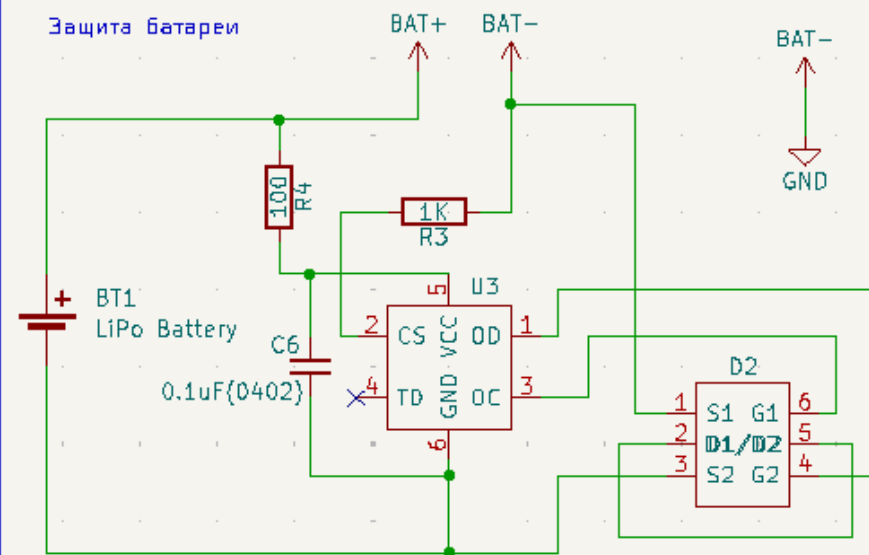 Защита батареи
BAT+
BAT-
BAT-
GND
100
R4
1K
R3
BT1
LiPo Battery
C6
0.1uF{0402}
U3
5
VCC
2
CS
OD
1
4
TD
GND
OC
3
6
D2
1
S1
G1
6
2
D1/D2
5
3
S2
G2
4